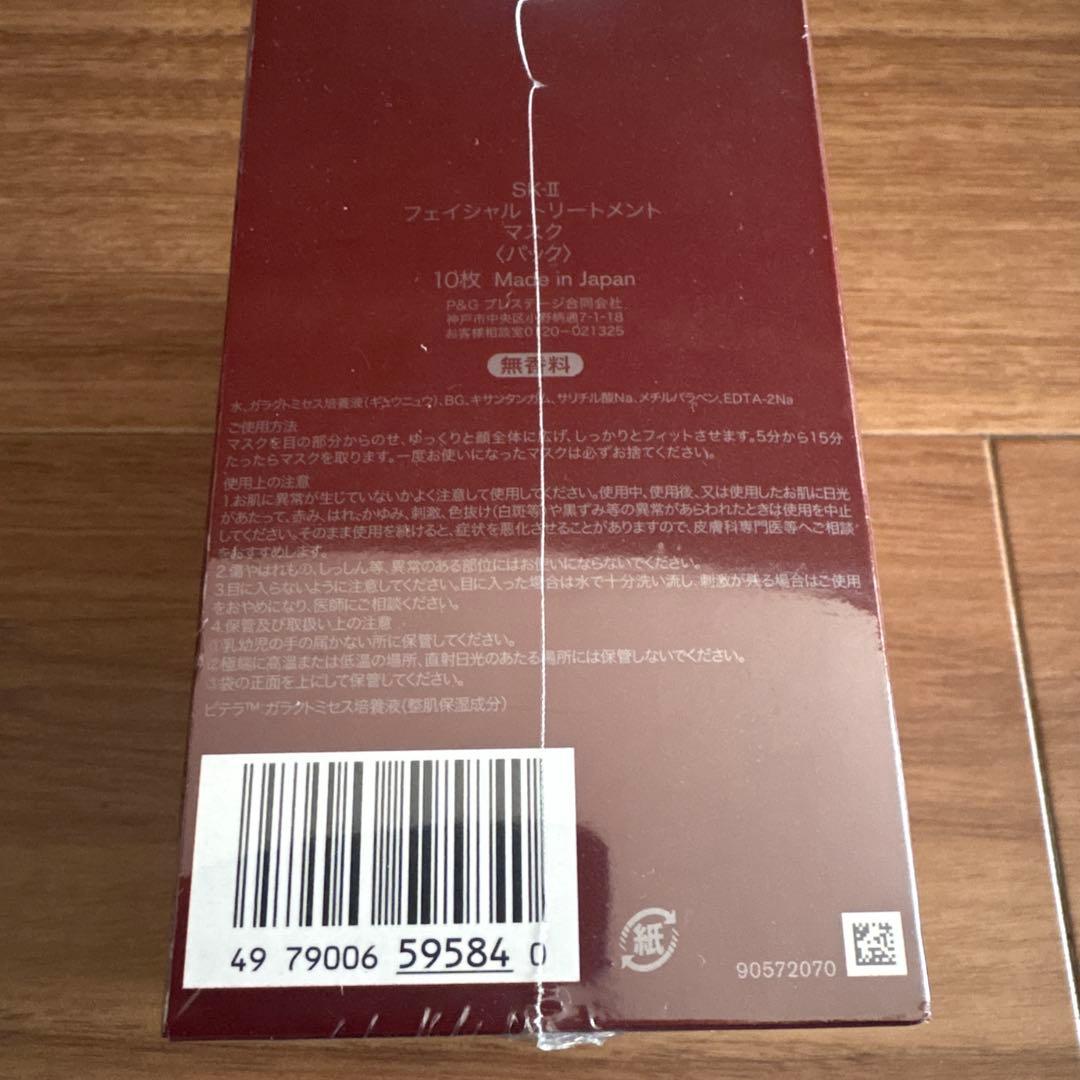 SK-II
フェイシャル トリートメント
マスク
〈パック〉
10枚 Made in Japan
P&G プレステージ合同会社
神戸市中央区小野柄通7-1-18
お客様相談室0120-021325
無香料
水、ガラクトミセス培養液(ギュウニュウ)、BG、キサンタンガム、サリチル酸Na、メチルパラベン、EDTA-2Na
ご使用方法
マスクを目の部分からのせ、ゆっくりと顔全体に広げ、しっかりとフィットさせます。5分から15分
たったらマスクを取ります。一度お使いになったマスクは必ずお捨てください。
使用上の注意
1.お肌に異常が生じていないかよく注意して使用してください。使用中、使用後、又は使用したお肌に日光
があたって、赤み、はれ、かゆみ、刺激、色抜け(白斑等)や黒ずみ等の異常があらわれたときは使用を中止
してください。そのまま使用を続けると、症状を悪化させることがありますので、皮膚科専門医等へご相談
をおすすめします。
2.傷やはれもの、しっしん等、異常のある部位にはお使いにならないでください。
3.目に入らないように注意してください。目に入った場合は水で十分洗い流し、刺激が残る場合はご使用
をおやめになり、医師にご相談ください。
4.保管及び取扱い上の注意
①乳幼児の手の届かない所に保管してください。
②極端に高温または低温の場所、直射日光のあたる場所には保管しないでください。
③袋の正面を上にして保管してください。
ピテラ™ ガラクトミセス培養液(整肌保湿成分)
49 79006 59584 0
紙
90572070